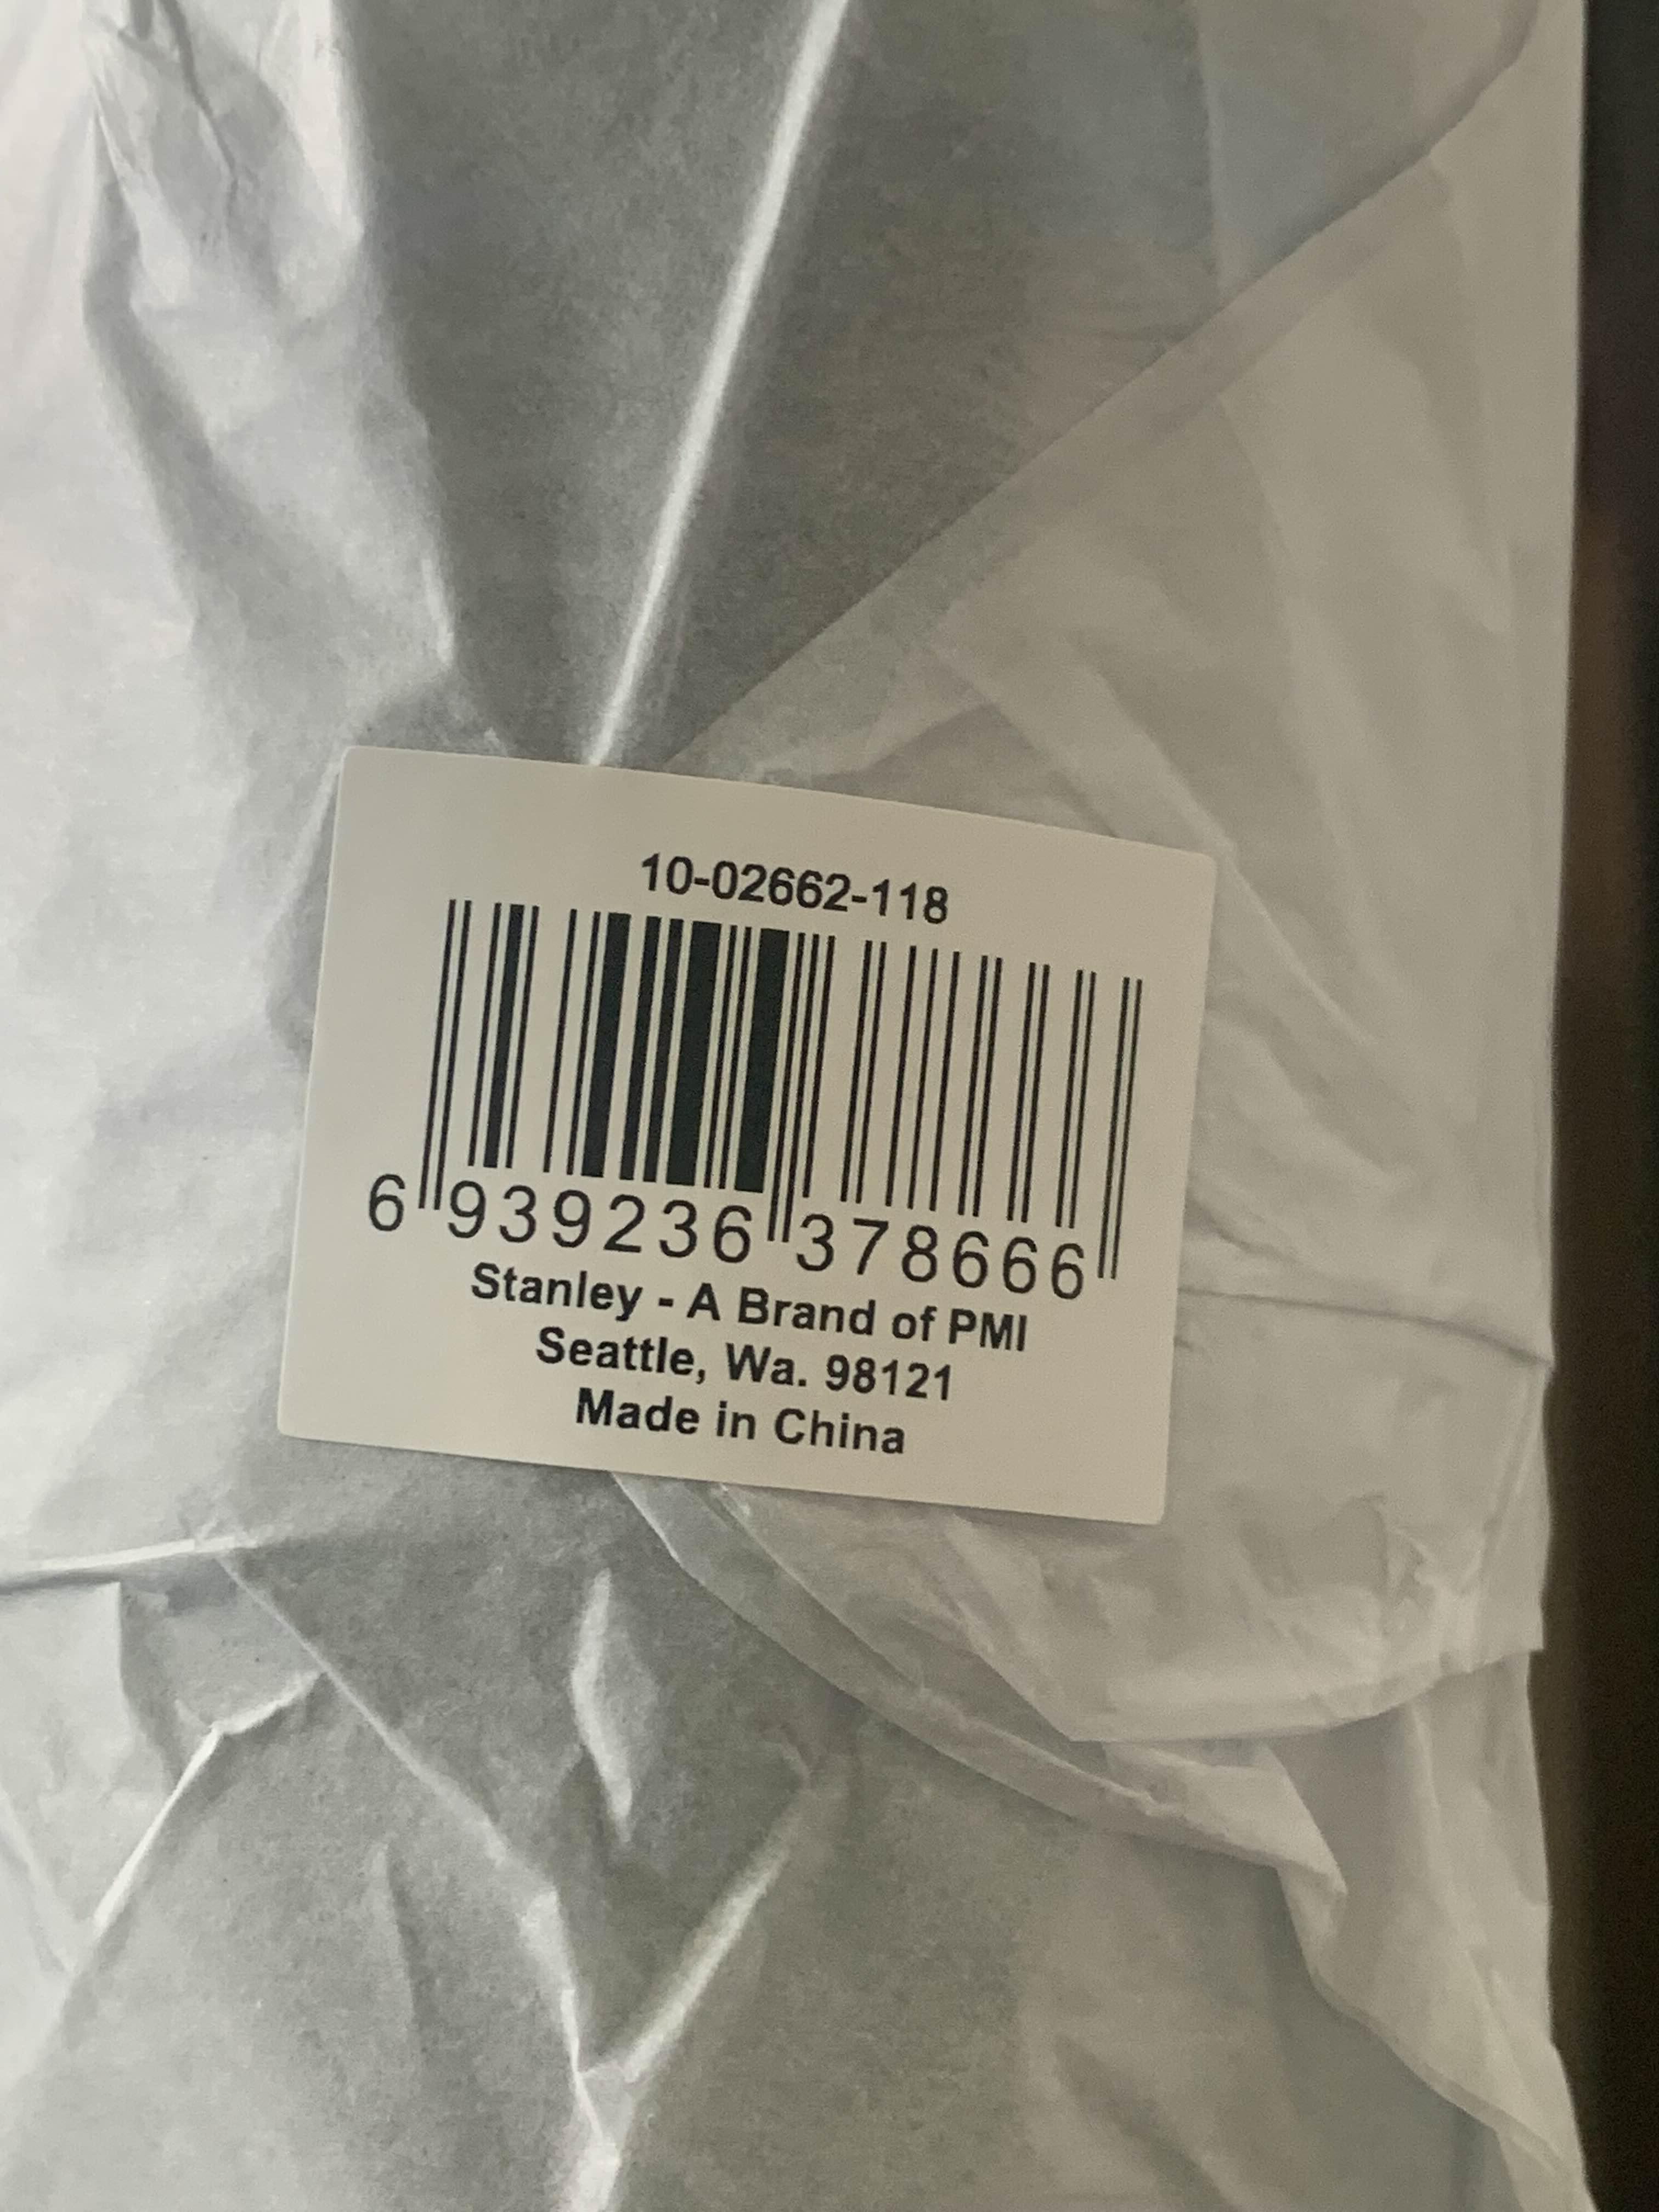 10-02662-118
6 939236 378666
Stanley - A Brand of PMI
Seattle, Wa. 98121
Made in China